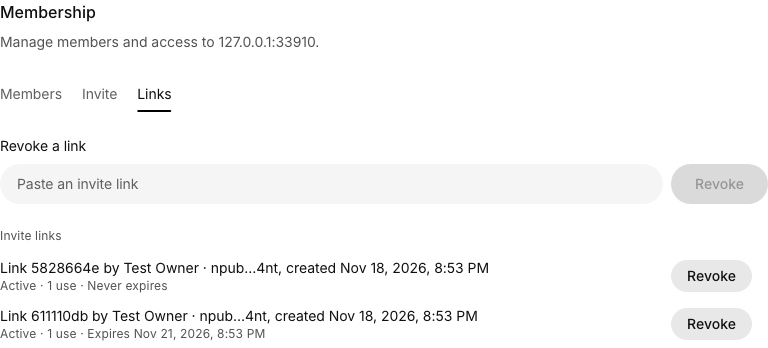 Membership
Manage members and access to 127.0.0.1:33910.
Members Invite Links
Revoke a link
Paste an invite link Revoke
Invite links
Link 5828664e by Test Owner · npub…4nt, created Nov 18, 2026, 8:53 PM
Active · 1 use · Never expires
Revoke
Link 611110db by Test Owner · npub…4nt, created Nov 18, 2026, 8:53 PM
Active · 1 use · Expires Nov 21, 2026, 8:53 PM
Revoke